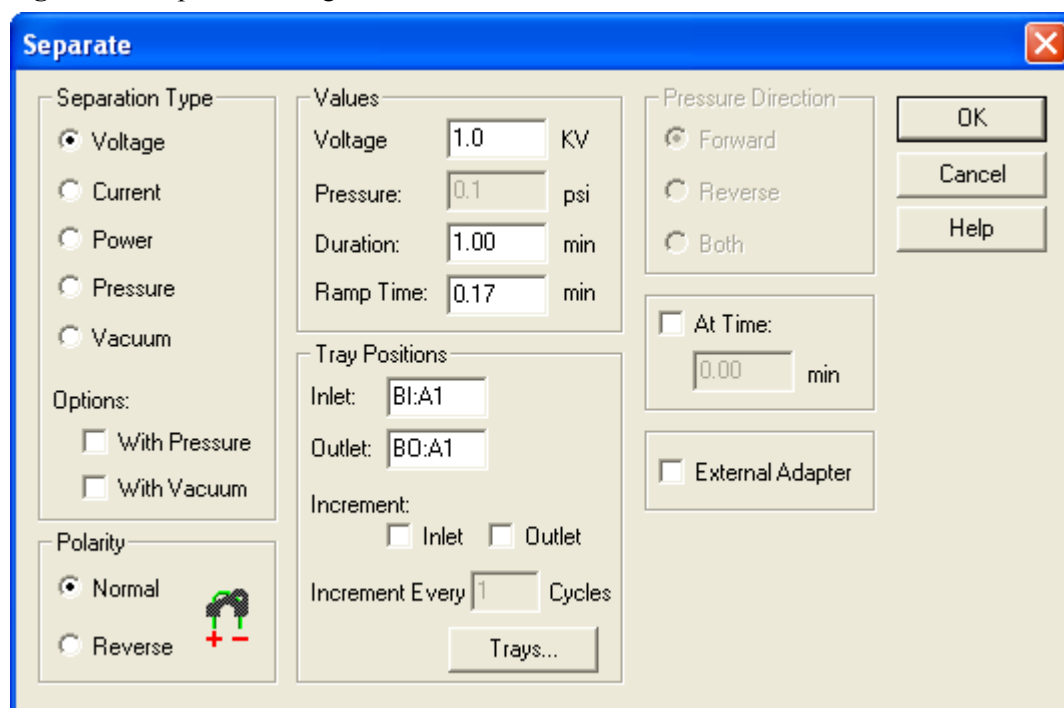 Separate
Separation Type
Voltage
Current
Power
Pressure
Vacuum
Options:
With Pressure
With Vacuum
Polarity
Normal
Reverse
+ -
Values
Voltage 1.0 KV
Pressure: 0.1 psi
Duration: 1.00 min
Ramp Time: 0.17 min
Tray Positions
Inlet: BI:A1
Outlet: BO:A1
Increment:
Inlet Outlet
Increment Every 1 Cycles
Trays...
Pressure Direction
Forward
Reverse
Both
At Time:
0.00 min
External Adapter
OK
Cancel
Help